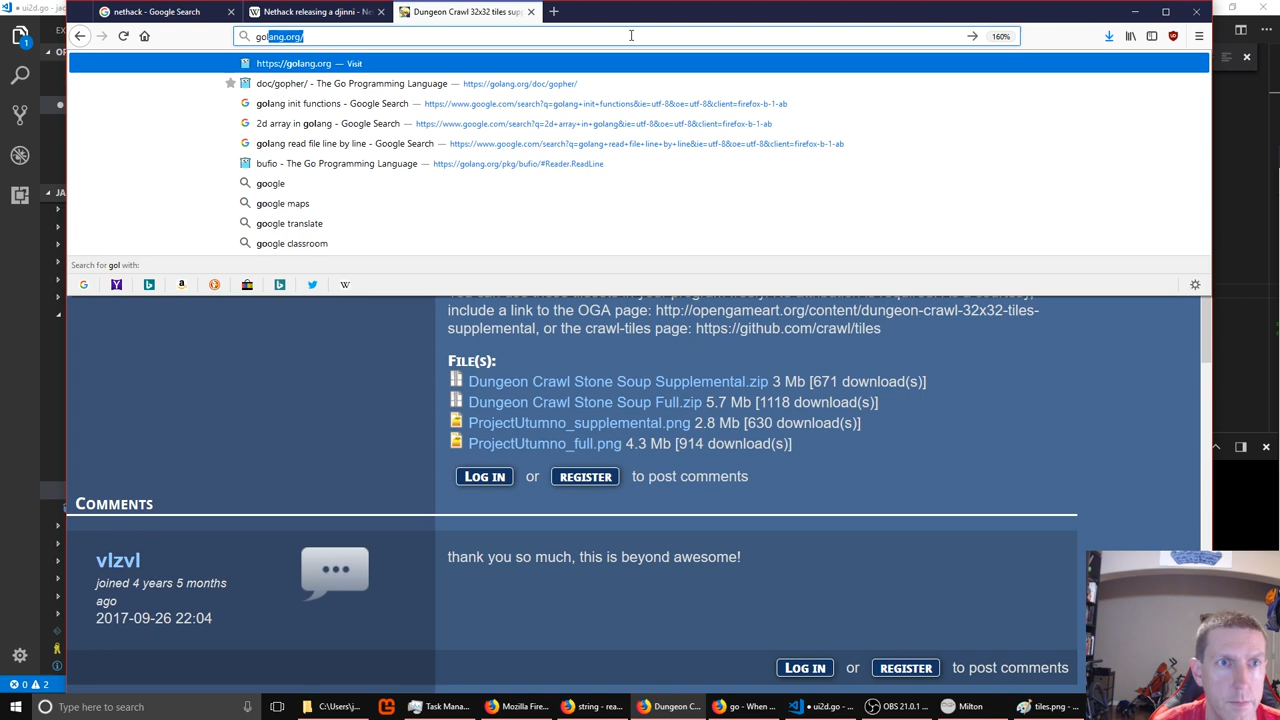 ui2d.go - jac
nethack - Google Search
Nethack releasing a djinni - Net
Dungeon Crawl 32x32 tiles supp
golang.org/
160%
https://golang.org — Visit
doc/gopher/ - The Go Programming Language — https://golang.org/doc/gopher/
golang init functions - Google Search — https://www.google.com/search?q=golang+init+functions&ie=utf-8&oe=utf-8&client=firefox-b-1-ab
2d array in golang - Google Search — https://www.google.com/search?q=2d+array+in+golang&ie=utf-8&oe=utf-8&client=firefox-b-1-ab
golang read file line by line - Google Search — https://www.google.com/search?q=golang+read+file+line+by+line&ie=utf-8&oe=utf-8&client=firefox-b-1-ab
bufio - The Go Programming Language — https://golang.org/pkg/bufio/#Reader.ReadLine
google
google maps
google translate
google classroom
Search for gol with:
include a link to the OGA page: http://opengameart.org/content/dungeon-crawl-32x32-tiles-
supplemental, or the crawl-tiles page: https://github.com/crawl/tiles
File(s):
Dungeon Crawl Stone Soup Supplemental.zip 3 Mb [671 download(s)]
Dungeon Crawl Stone Soup Full.zip 5.7 Mb [1118 download(s)]
ProjectUtumno_supplemental.png 2.8 Mb [630 download(s)]
ProjectUtumno_full.png 4.3 Mb [914 download(s)]
Log in or register to post comments
Comments
vlzvl
joined 4 years 5 months
ago
2017-09-26 22:04
thank you so much, this is beyond awesome!
Log in or register to post comments
EX
JA
0 2
1
Type here to search
C:\Users\j...
Task Mana...
Mozilla Fire...
string - rea...
Dungeon C...
go - When ...
ui2d.go - ...
OBS 21.0.1 ...
Milton
tiles.png - ...